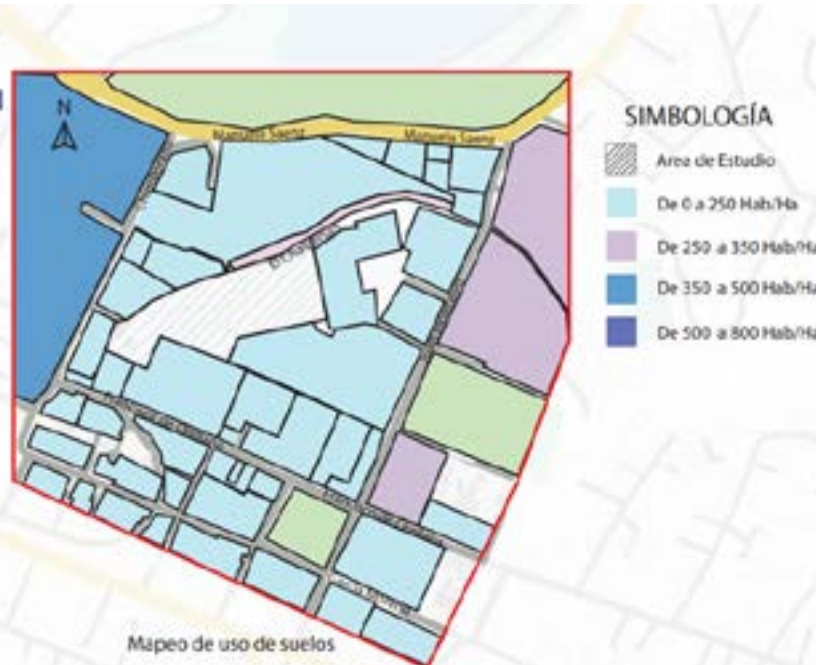 N
Manuela Saenz
Manuela Saenz
SIMBOLOGÍA
Area de Estudio
De 0 a 250 Hab/Ha
De 250 a 350 Hab/Ha
De 350 a 500 Hab/Ha
De 500 a 800 Hab/Ha
Mapeo de uso de suelos